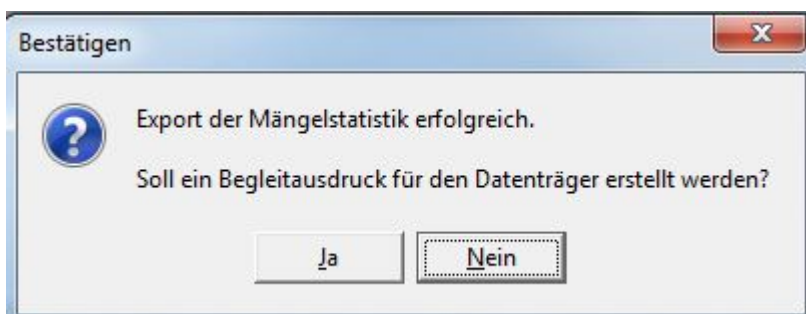 Bestätigen
Export der Mängelstatistik erfolgreich.
Soll ein Begleitausdruck für den Datenträger erstellt werden?
Ja
Nein